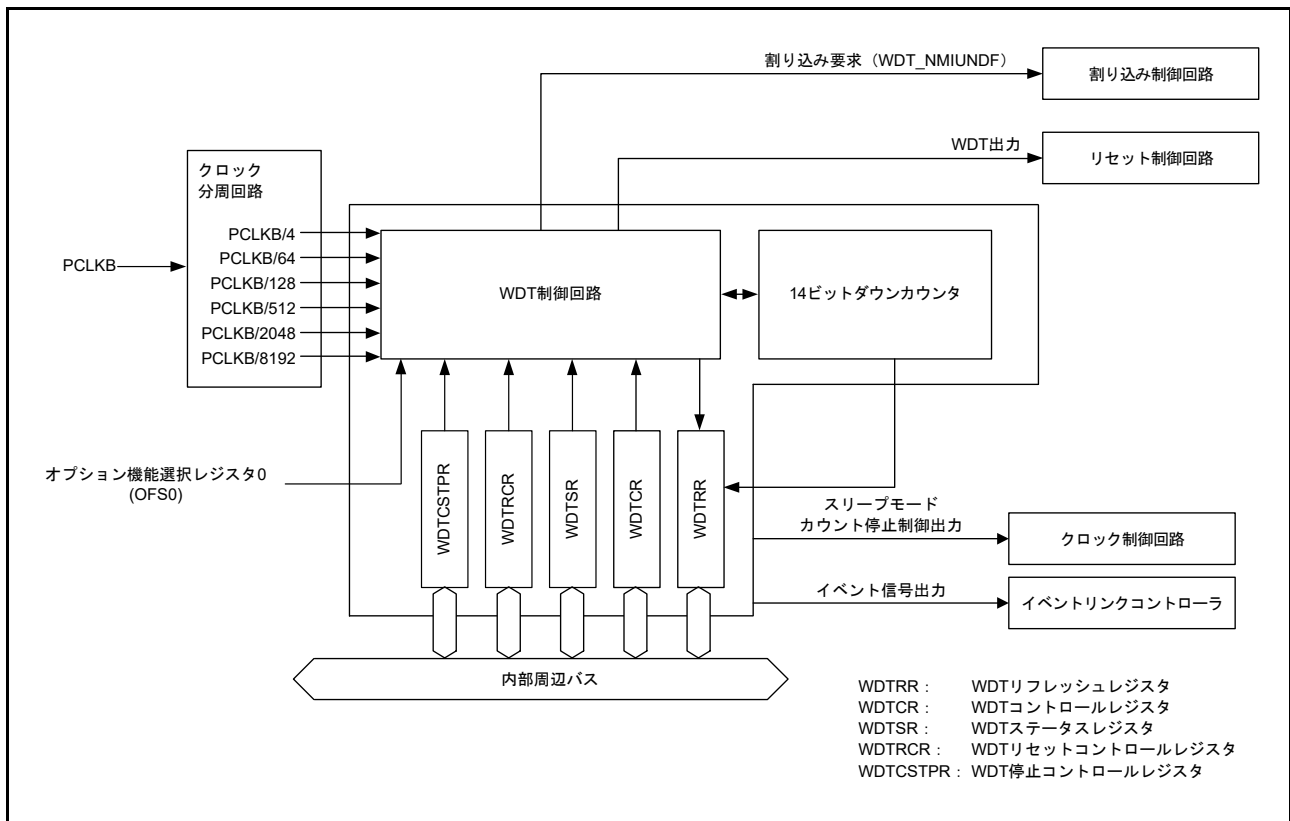 割り込み要求（WDT_NMIUNDF）
割り込み制御回路
WDT出力
リセット制御回路
クロック
分周回路
PCLKB
PCLKB/4
PCLKB/64
PCLKB/128
PCLKB/512
PCLKB/2048
PCLKB/8192
WDT制御回路
14ビットダウンカウンタ
オプション機能選択レジスタ0
(OFS0)
WDTCSTPR
WDTRCR
WDTSR
WDTCR
WDTRR
スリープモード
カウント停止制御出力
クロック制御回路
イベント信号出力
イベントリンクコントローラ
内部周辺バス
WDTRR： WDTリフレッシュレジスタ
WDTCR： WDTコントロールレジスタ
WDTSR： WDTステータスレジスタ
WDTRCR： WDTリセットコントロールレジスタ
WDTCSTPR： WDT停止コントロールレジスタ